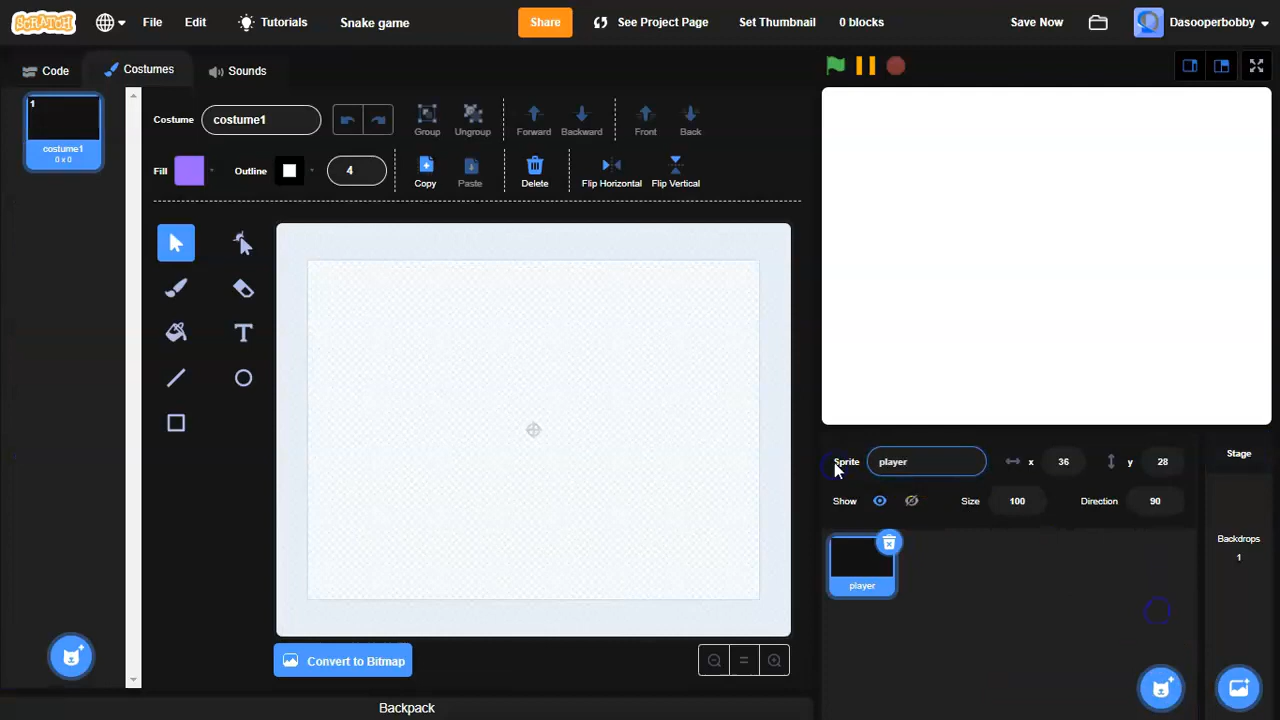 SCRATCH File Edit Tutorials Snake game Share See Project Page Set Thumbnail 0 blocks Save Now Dasooperbobby
Code Costumes Sounds
1
costume1
0 x 0
Costume costume1 Group Ungroup Forward Backward Front Back
Fill Outline 4 Copy Paste Delete Flip Horizontal Flip Vertical
T
Convert to Bitmap
Backpack
Sprite player x 36 y 28
Show Size 100 Direction 90
player
Stage
Backdrops
1